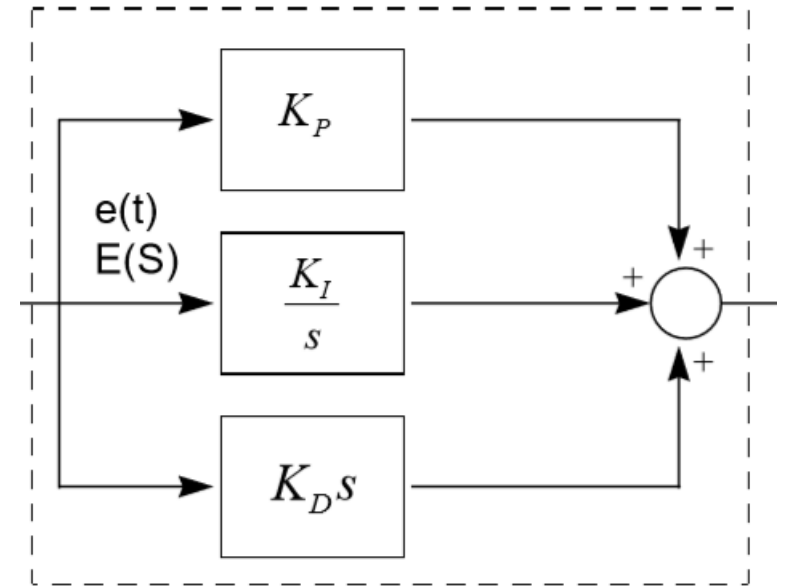 K_P
e(t)
E(S)
K_I
s
K_D s
+
+
+